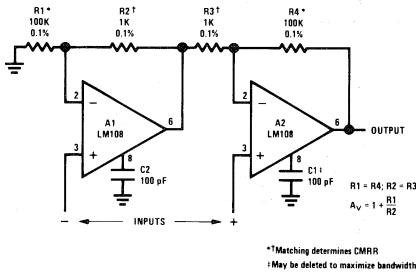 R1* R2† R3† R4*
100K 1K 1K 100K
0.1% 0.1% 0.1% 0.1%
2 2
− −
A1 6 A2 6
LM108 LM108 OUTPUT
+ +
3 8 3 8
C2 C1‡
100 pF 100 pF
R1 = R4; R2 = R3
− INPUTS +
AV = 1 + R1
R2
*†Matching determines CMRR
‡May be deleted to maximize bandwidth